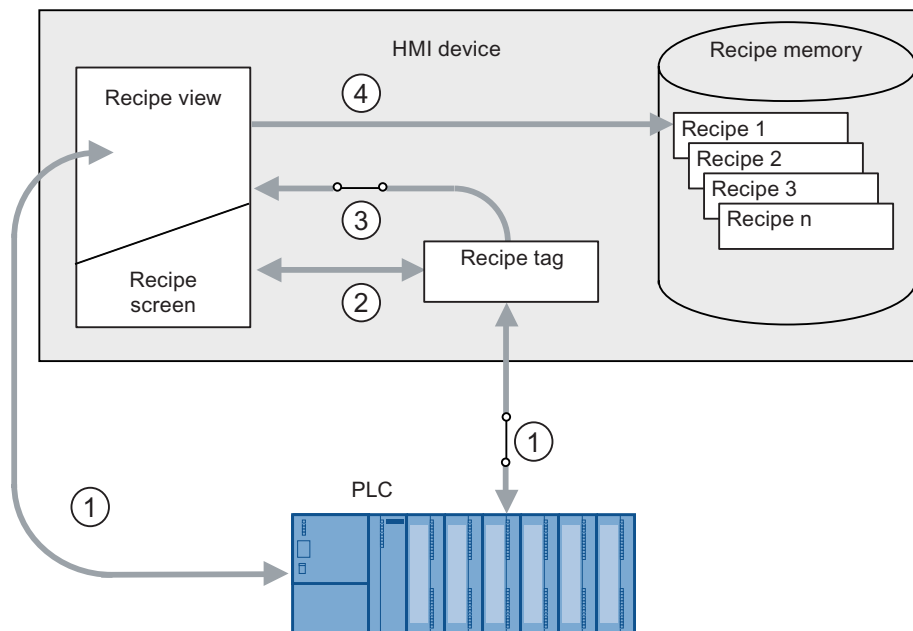 HMI device
Recipe memory
Recipe view
4
Recipe 1
Recipe 2
Recipe 3
Recipe n
3
Recipe tag
Recipe
screen
2
1
PLC
1